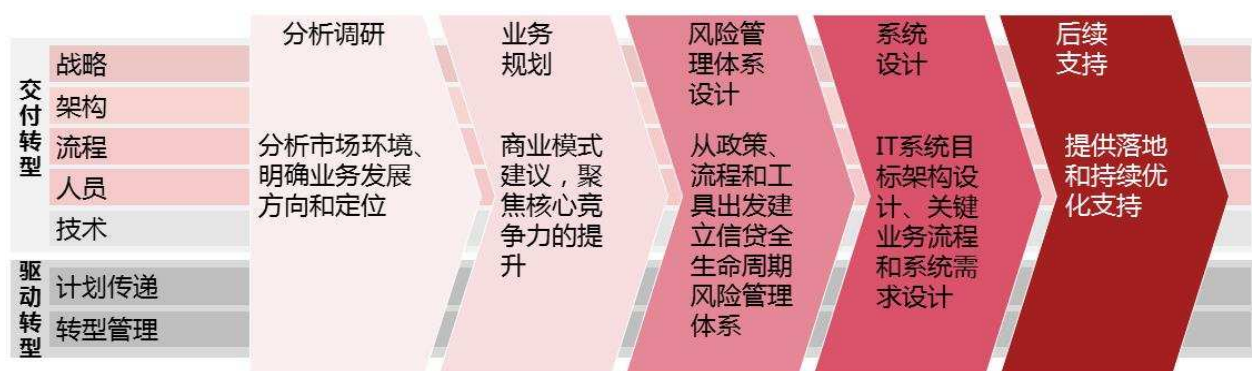 交付转型
战略
架构
流程
人员
技术
驱动转型
计划传递
转型管理
分析调研
分析市场环境、
明确业务发展
方向和定位
业务
规划
商业模式
建议，聚
焦核心竞
争力的提
升
风险管
理体系
设计
从政策、
流程和工
具出发建
立信贷全
生命周期
风险管理
体系
系统
设计
IT系统目
标架构设
计、关键
业务流程
和系统需
求设计
后续
支持
提供落地
和持续优
化支持